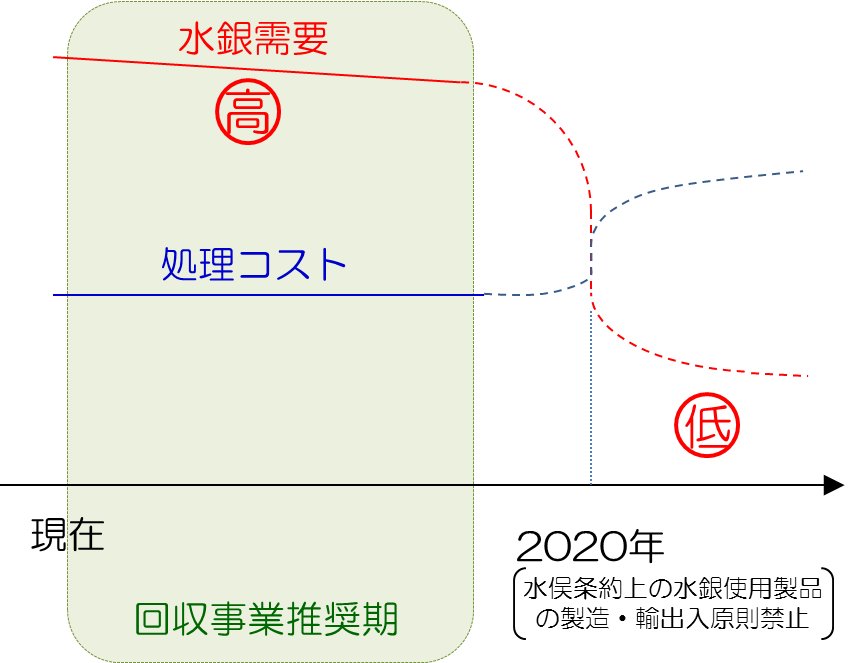 水銀需要
高
処理コスト
低
現在
2020年
水俣条約上の水銀使用製品
の製造・輸出入原則禁止
回収事業推奨期